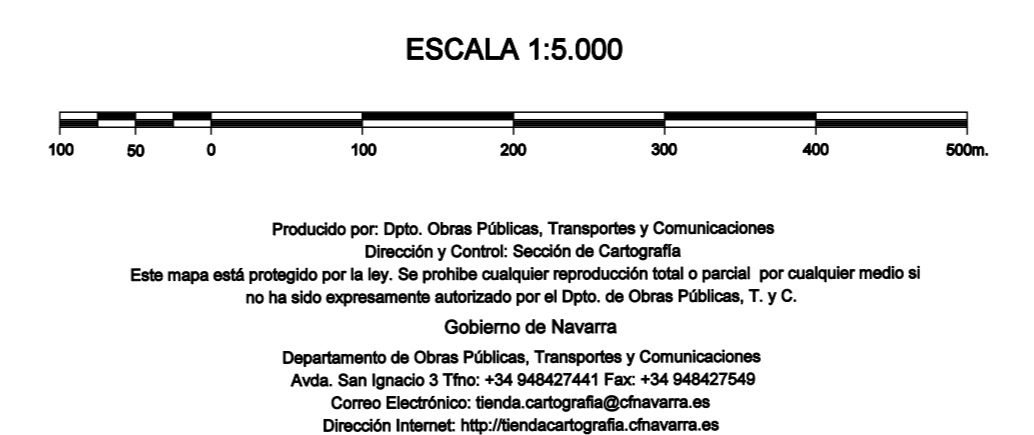 ESCALA 1:5.000
100 50 0 100 200 300 400 500m.
Producido por: Dpto. Obras Públicas, Transportes y Comunicaciones
Dirección y Control: Sección de Cartografía
Este mapa está protegido por la ley. Se prohibe cualquier reproducción total o parcial por cualquier medio si
no ha sido expresamente autorizado por el Dpto. de Obras Públicas, T. y C.
Gobierno de Navarra
Departamento de Obras Públicas, Transportes y Comunicaciones
Avda. San Ignacio 3 Tfno: +34 948427441 Fax: +34 948427549
Correo Electrónico: tienda.cartografia@cfnavarra.es
Dirección Internet: http://tiendacartografia.cfnavarra.es